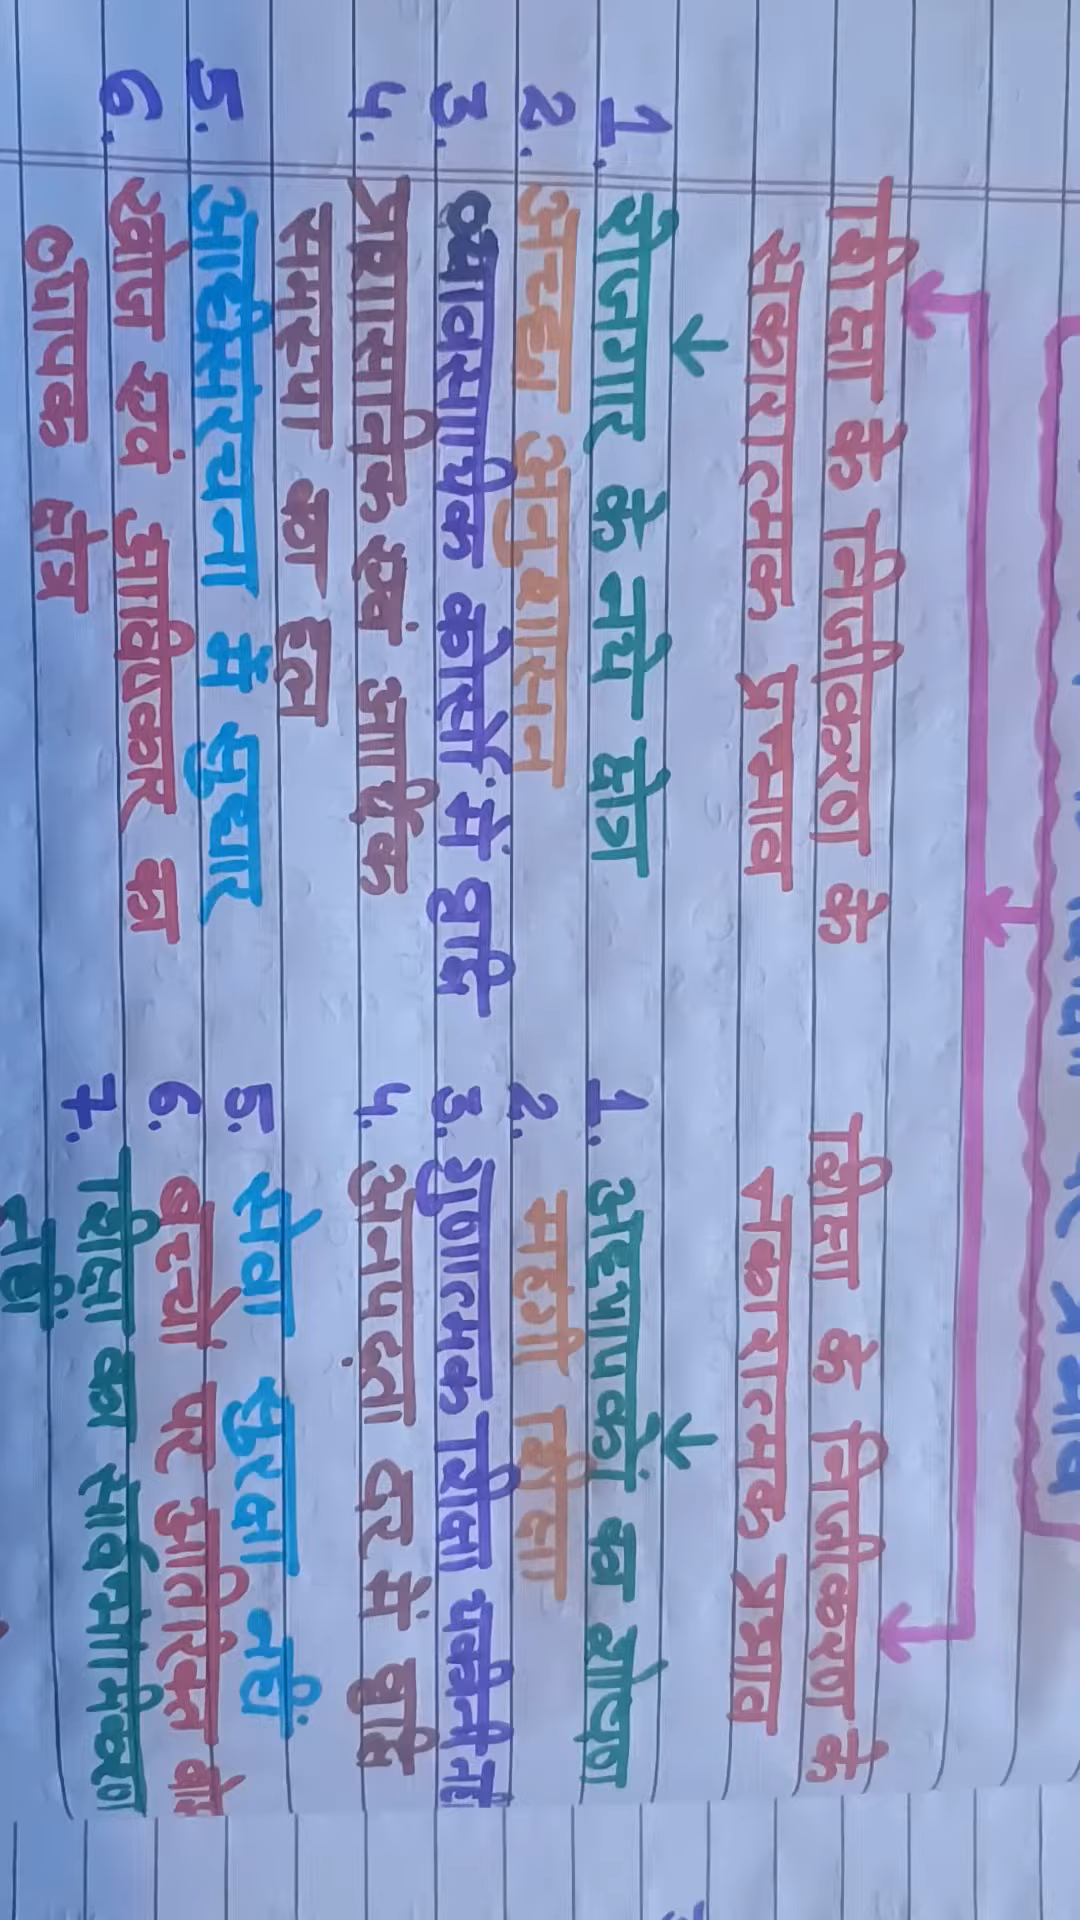 शिक्षा के निजीकरण के
सकारात्मक प्रभाव
1. रोजगार के नये क्षेत्र
2. अच्छा अनुशासन
3. व्यावसायिक कोर्सों में वृद्धि
4. प्रशासनिक एवं आर्थिक
समस्या का हल
5. आधारसंरचना में सुधार
6. खोज एवं आविष्कार का
व्यापक क्षेत्र
शिक्षा के निजीकरण के
नकारात्मक प्रभाव
1. अध्यापकों का शोषण
2. महंगी शिक्षा
3. गुणात्मक शिक्षा यकीनी नहीं
4. अनपढ़ता दर में वृद्धि
5. सेवा सुरक्षा नहीं
6. बच्चों पर अतिरिक्त
7. शिक्षा का सार्वभौमीकरण
नहीं